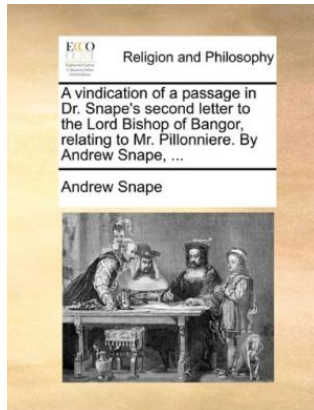 ECCO
Religion and Philosophy
A vindication of a passage in
Dr. Snape's second letter to
the Lord Bishop of Bangor,
relating to Mr. Pillonniere. By
Andrew Snape, ...
Andrew Snape